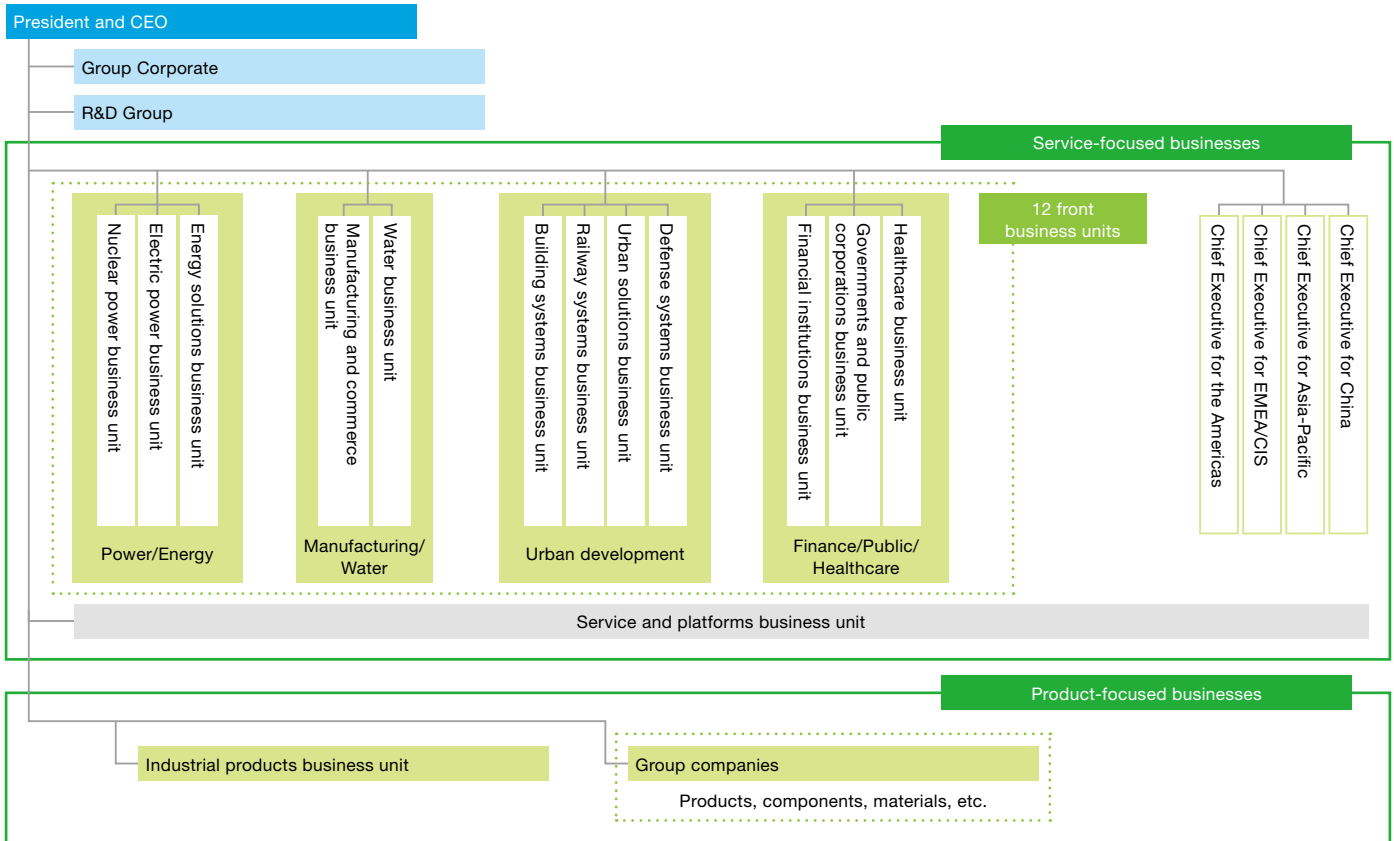 President and CEO
Group Corporate
R&D Group
Service-focused businesses
12 front
business units
Nuclear power business unit
Electric power business unit
Energy solutions business unit
Power/Energy
Manufacturing and commerce
business unit
Water business unit
Manufacturing/
Water
Building systems business unit
Railway systems business unit
Urban solutions business unit
Defense systems business unit
Urban development
Financial institutions business unit
Governments and public
corporations business unit
Healthcare business unit
Finance/Public/
Healthcare
Chief Executive for the Americas
Chief Executive for EMEA/CIS
Chief Executive for Asia-Pacific
Chief Executive for China
Service and platforms business unit
Product-focused businesses
Industrial products business unit
Group companies
Products, components, materials, etc.